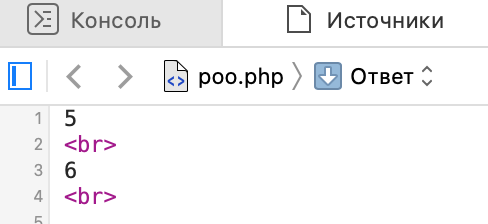 Консоль Источники
poo.php Ответ
1 5
2 <br>
3 6
4 <br>
5